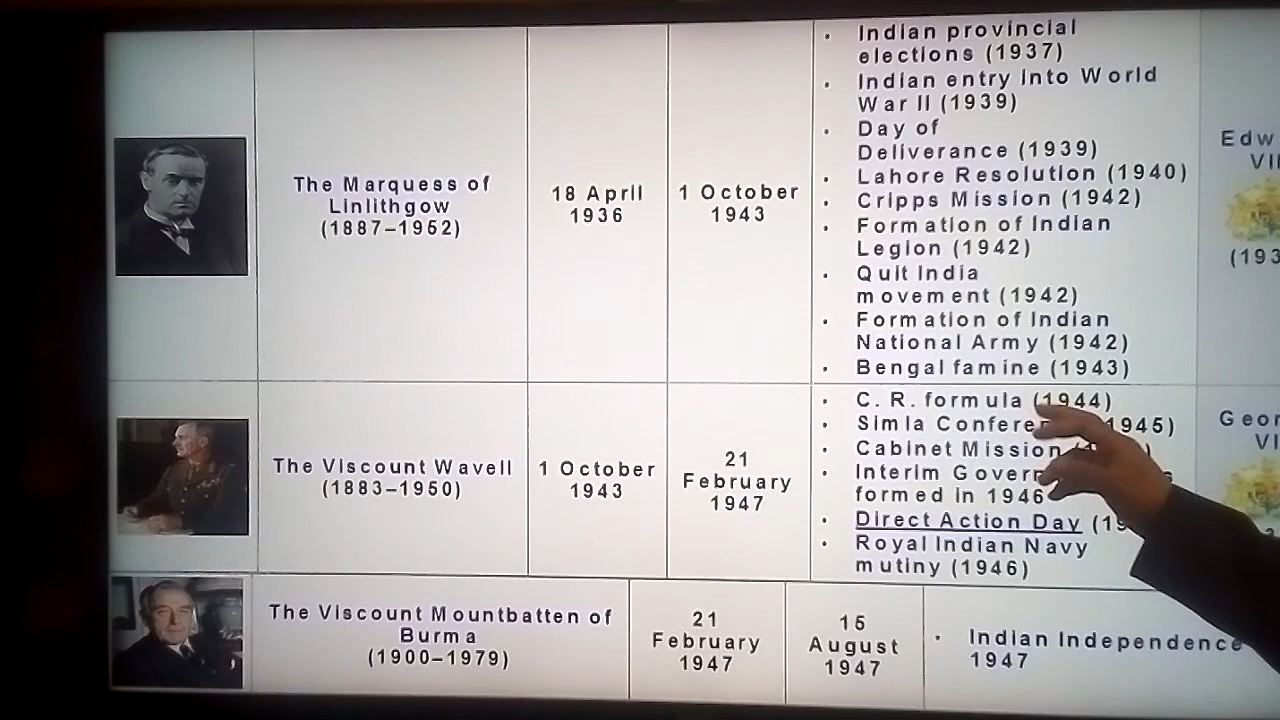 The Marquess of
Linlithgow
(1887–1952)
18 April
1936
1 October
1943
Indian provincial
elections (1937)
Indian entry into World
War II (1939)
Day of
Deliverance (1939)
Lahore Resolution (1940)
Cripps Mission (1942)
Formation of Indian
Legion (1942)
Quit India
movement (1942)
Formation of Indian
National Army (1942)
Bengal famine (1943)
The Viscount Wavell
(1883–1950)
1 October
1943
21
February
1947
C. R. formula (1944)
Simla 1945)
Cabinet Mission
Interim
formed in 1946
Direct Action Day
Royal Indian Navy
mutiny (1946)
VI
The Viscount Mountbatten of
Burma
(1900–1979)
21
February
1947
15
August
1947
Indian Independence
1947